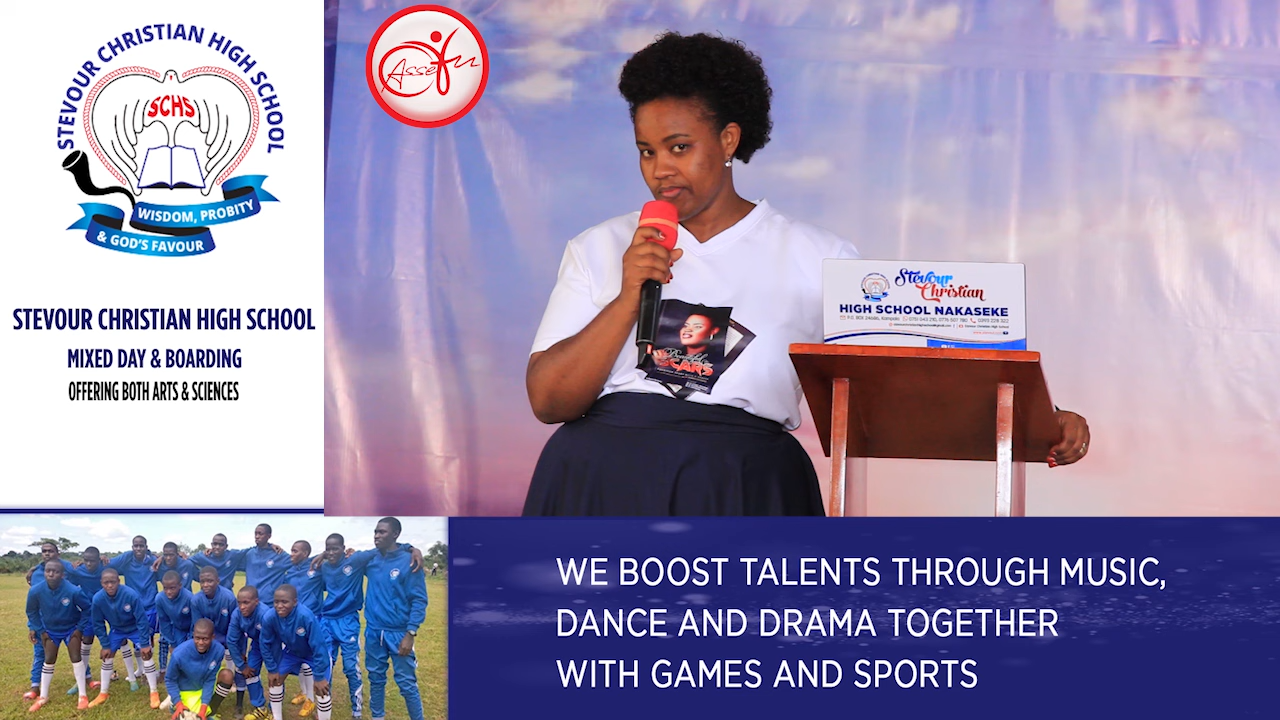 STEVOUR CHRISTIAN HIGH SCHOOL
SCHS
WISDOM, PROBITY
& GOD'S FAVOUR
STEVOUR CHRISTIAN HIGH SCHOOL
MIXED DAY & BOARDING
OFFERING BOTH ARTS & SCIENCES
Assefu
Stevour
Christian
HIGH SCHOOL NAKASEKE
SCARS
WE BOOST TALENTS THROUGH MUSIC,
DANCE AND DRAMA TOGETHER
WITH GAMES AND SPORTS